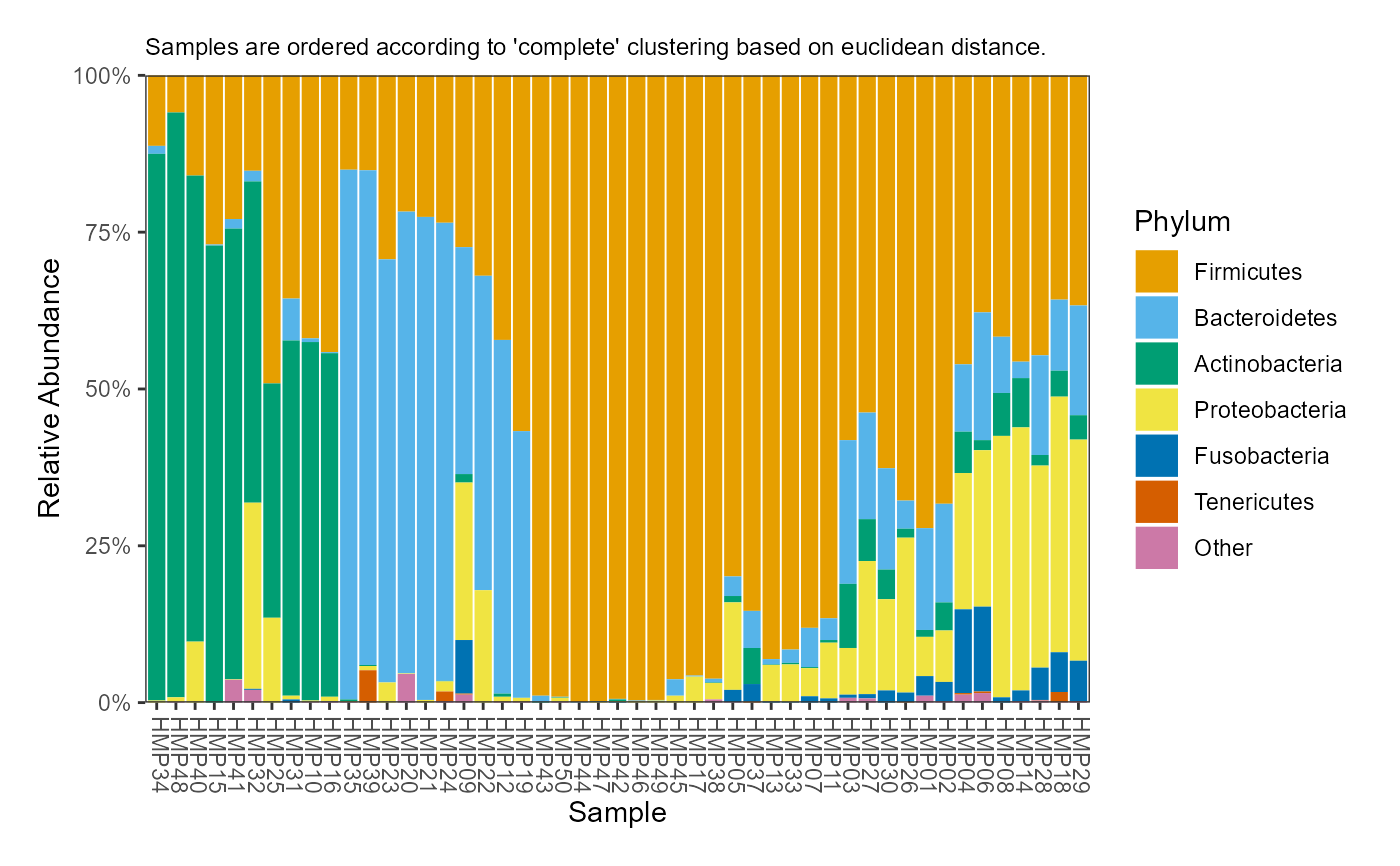 Samples are ordered according to 'complete' clustering based on euclidean distance.
100%
75%
50%
25%
0%
Relative Abundance
HMP34
HMP48
HMP40
HMP15
HMP41
HMP32
HMP25
HMP31
HMP10
HMP16
HMP35
HMP39
HMP23
HMP20
HMP21
HMP24
HMP09
HMP22
HMP12
HMP19
HMP43
HMP50
HMP44
HMP47
HMP42
HMP46
HMP49
HMP45
HMP17
HMP38
HMP05
HMP37
HMP13
HMP33
HMP07
HMP11
HMP03
HMP27
HMP30
HMP26
HMP01
HMP02
HMP04
HMP06
HMP08
HMP14
HMP28
HMP18
HMP29
Sample
Phylum
Firmicutes
Bacteroidetes
Actinobacteria
Proteobacteria
Fusobacteria
Tenericutes
Other